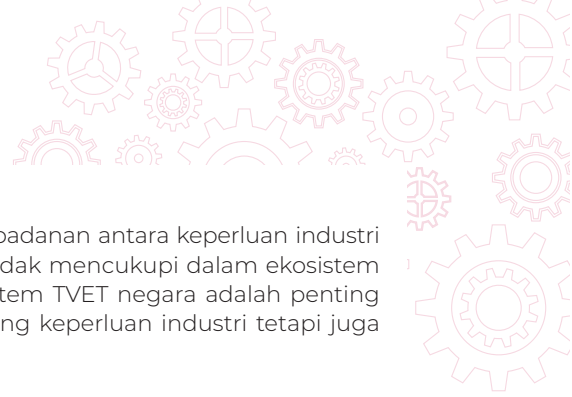 padanan antara keperluan industri
dak mencukupi dalam ekosistem
tem TVET negara adalah penting
ng keperluan industri tetapi juga